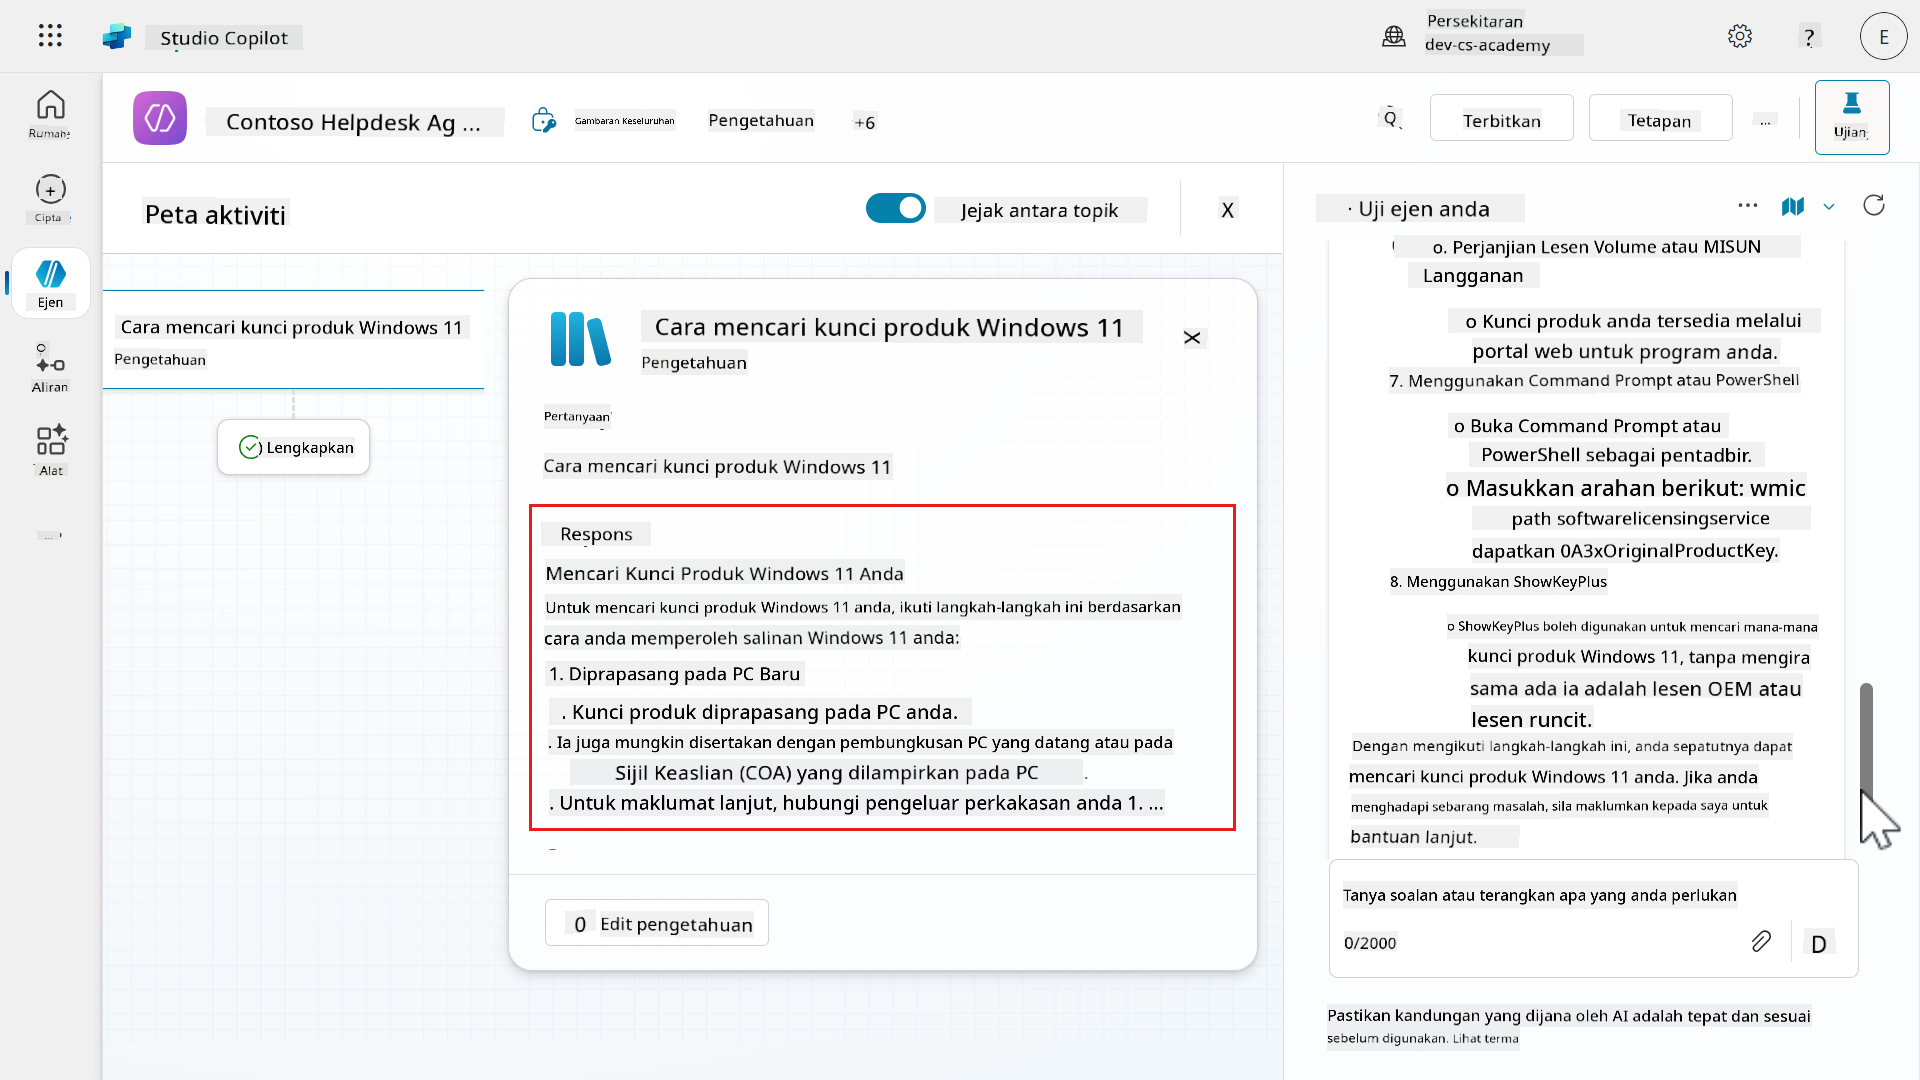 Studio Copilot
Persekitaran
dev-cs-academy
?
E
Rumah
Cipta
Ejen
Aliran
Alat
...
Contoso Helpdesk Ag ...
Gambaran Keseluruhan
Pengetahuan
+6
Terbitkan
Tetapan
...
Ujian
Peta aktiviti
Jejak antara topik
X
Cara mencari kunci produk Windows 11
Pengetahuan
Lengkapkan
Cara mencari kunci produk Windows 11
Pengetahuan
Pertanyaan
Cara mencari kunci produk Windows 11
Respons
Mencari Kunci Produk Windows 11 Anda
Untuk mencari kunci produk Windows 11 anda, ikuti langkah-langkah ini berdasarkan
cara anda memperoleh salinan Windows 11 anda:
1. Diprapasang pada PC Baru
. Kunci produk diprapasang pada PC anda.
. Ia juga mungkin disertakan dengan pembungkusan PC yang datang atau pada
Sijil Keaslian (COA) yang dilampirkan pada PC .
. Untuk maklumat lanjut, hubungi pengeluar perkakasan anda 1. ...
0 Edit pengetahuan
· Uji ejen anda
...
o. Perjanjian Lesen Volume atau MISUN
Langganan
o Kunci produk anda tersedia melalui
portal web untuk program anda.
7. Menggunakan Command Prompt atau PowerShell
o Buka Command Prompt atau
PowerShell sebagai pentadbir.
o Masukkan arahan berikut: wmic
path softwarelicensingservice
dapatkan 0A3xOriginalProductKey.
8. Menggunakan ShowKeyPlus
o ShowKeyPlus boleh digunakan untuk mencari mana-mana
kunci produk Windows 11, tanpa mengira
sama ada ia adalah lesen OEM atau
lesen runcit.
Dengan mengikuti langkah-langkah ini, anda sepatutnya dapat
mencari kunci produk Windows 11 anda. Jika anda
menghadapi sebarang masalah, sila maklumkan kepada saya untuk
bantuan lanjut.
Tanya soalan atau terangkan apa yang anda perlukan
0/2000
D
Pastikan kandungan yang dijana oleh AI adalah tepat dan sesuai
sebelum digunakan. Lihat terma